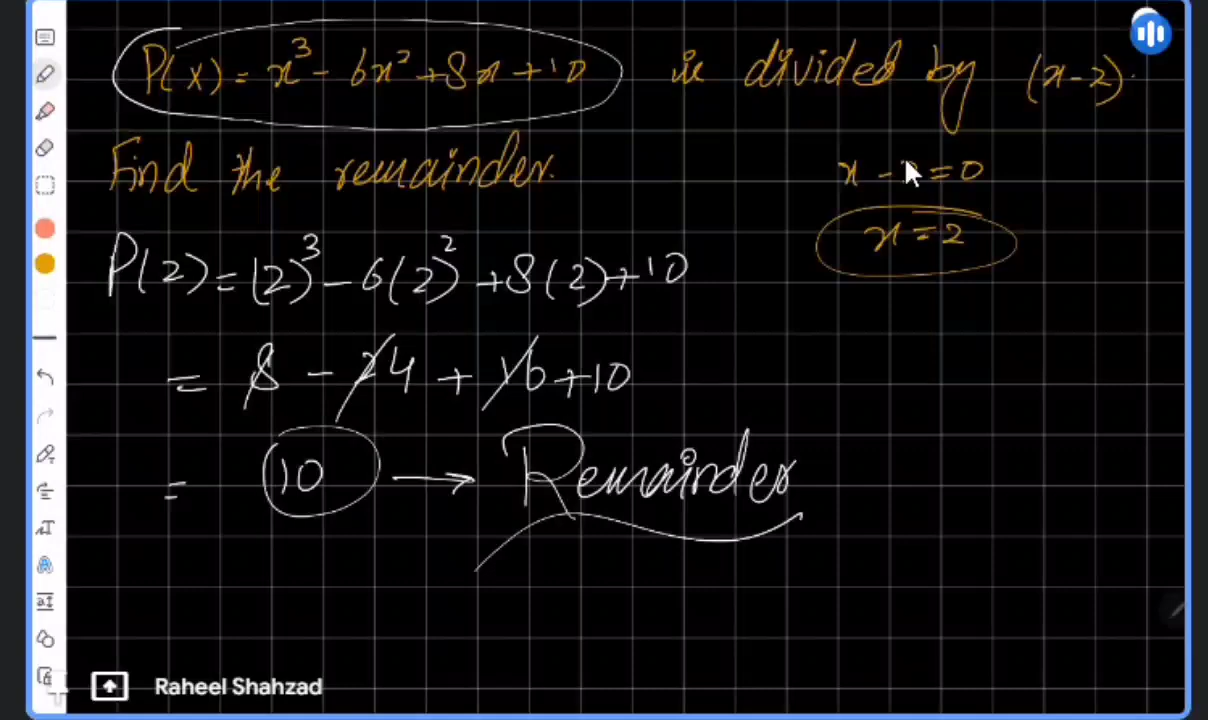 P(x) = x³ - 6x² + 8x + 10 is divided by (x-2).
Find the remainder.
x - 2 = 0
x = 2
P(2) = (2)³ - 6(2)² + 8(2) + 10
= 8 - 24 + 16 + 10
= 10 → Remainder
Raheel Shahzad